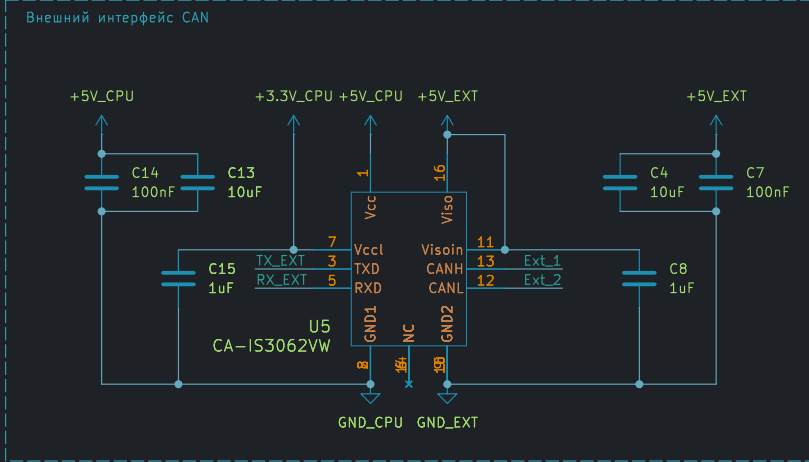 Внешний интерфейс CAN
+5V_CPU
+3.3V_CPU
+5V_CPU
+5V_EXT
+5V_EXT
C14
100nF
C13
10uF
1
16
C4
10uF
C7
100nF
Vcc
Viso
7
VccI
Visoin
11
TX_EXT
3
TXD
CANH
13
Ext_1
RX_EXT
5
RXD
CANL
12
Ext_2
C15
1uF
C8
1uF
GND1
NC
GND2
U5
CA-IS3062VW
GND_CPU
GND_EXT